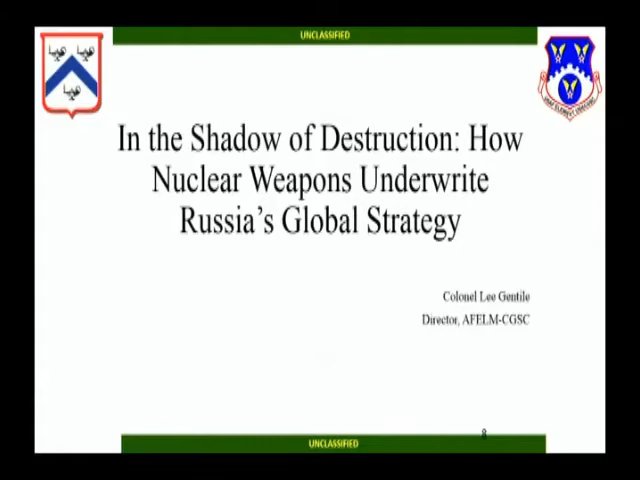 UNCLASSIFIED
In the Shadow of Destruction: How
Nuclear Weapons Underwrite
Russia's Global Strategy
Colonel Lee Gentile
Director, AFELM-CGSC
8
UNCLASSIFIED